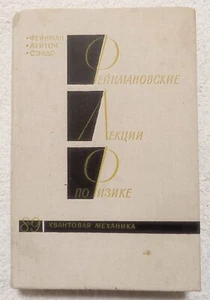 • ФЕЙНМАН
• ЛЕЙТОН
• СЭНДС
ФЕЙНМАНОВСКИЕ
ЛЕКЦИИ
ПО ФИЗИКЕ
8,9 КВАНТОВАЯ МЕХАНИКА